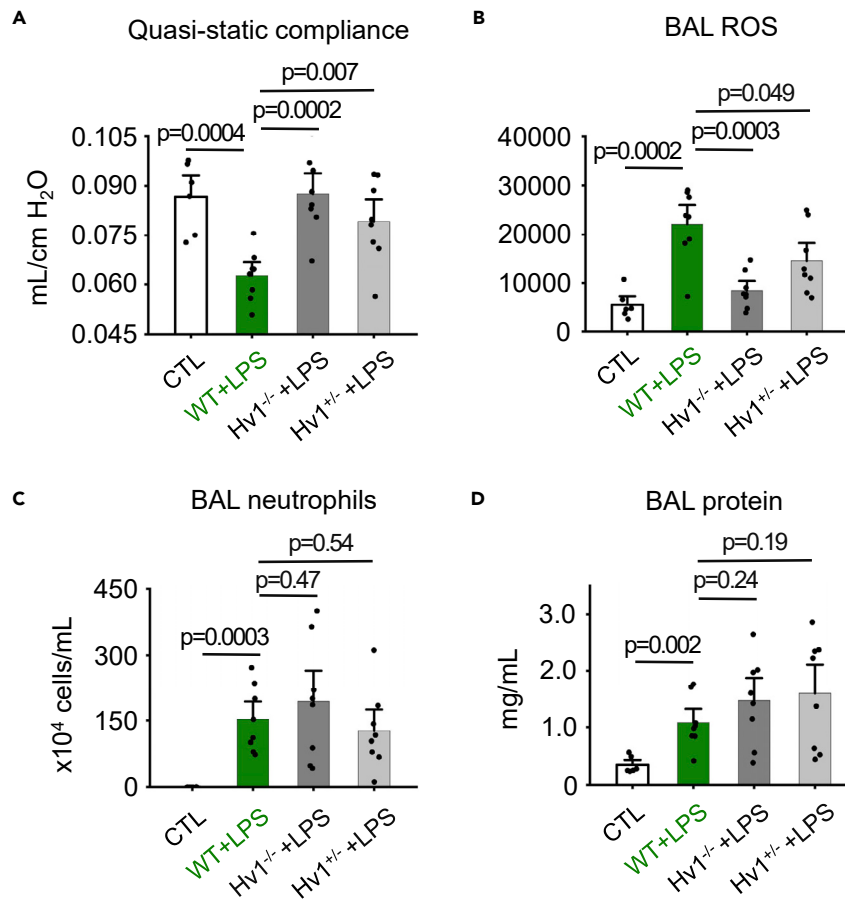 A
Quasi-static compliance
p=0.007
p=0.0002
p=0.0004
mL/cm H₂O
0.105
0.090
0.075
0.060
0.045
CTL
WT+LPS
Hv1⁻/⁻+LPS
Hv1⁺/⁻+LPS
B
BAL ROS
p=0.049
p=0.0003
p=0.0002
40000
30000
20000
10000
0
CTL
WT+LPS
Hv1⁻/⁻+LPS
Hv1⁺/⁻+LPS
C
BAL neutrophils
p=0.54
p=0.47
p=0.0003
x10⁴ cells/mL
450
300
150
0
CTL
WT+LPS
Hv1⁻/⁻+LPS
Hv1⁺/⁻+LPS
D
BAL protein
p=0.19
p=0.24
p=0.002
mg/mL
3.0
2.0
1.0
0
CTL
WT+LPS
Hv1⁻/⁻+LPS
Hv1⁺/⁻+LPS